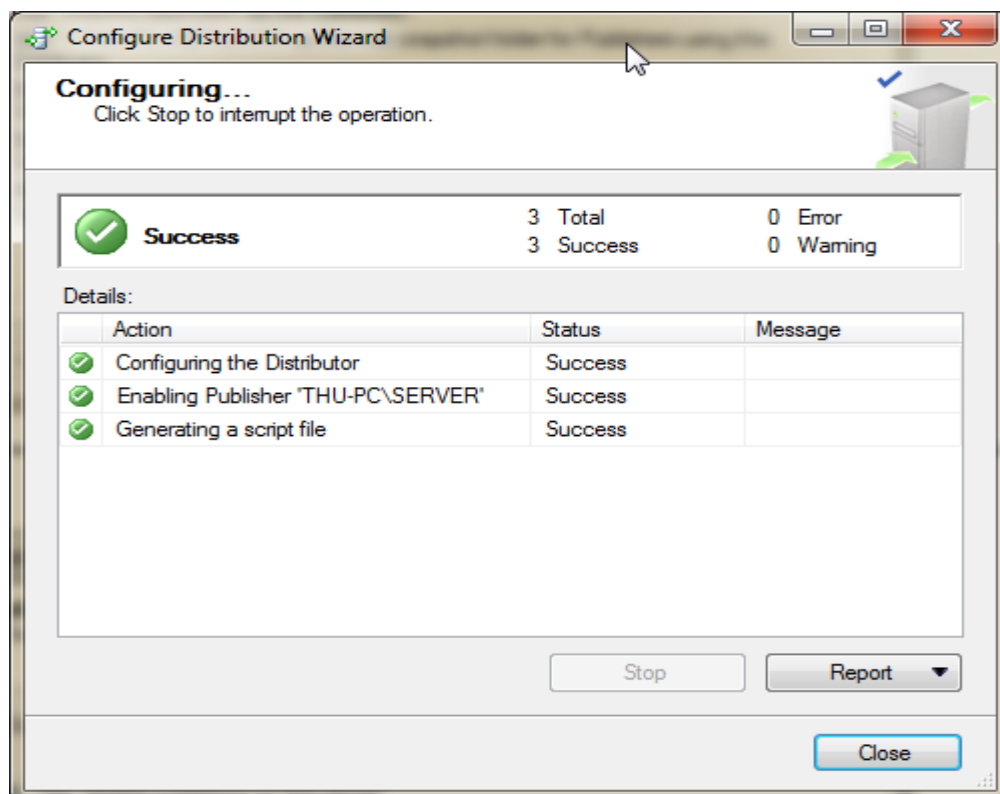 Configure Distribution Wizard
Configuring...
Click Stop to interrupt the operation.
Success
3 Total 0 Error
3 Success 0 Warning
Details:
Action Status Message
Configuring the Distributor Success
Enabling Publisher "THU-PC\SERVER" Success
Generating a script file Success
Stop Report
Close